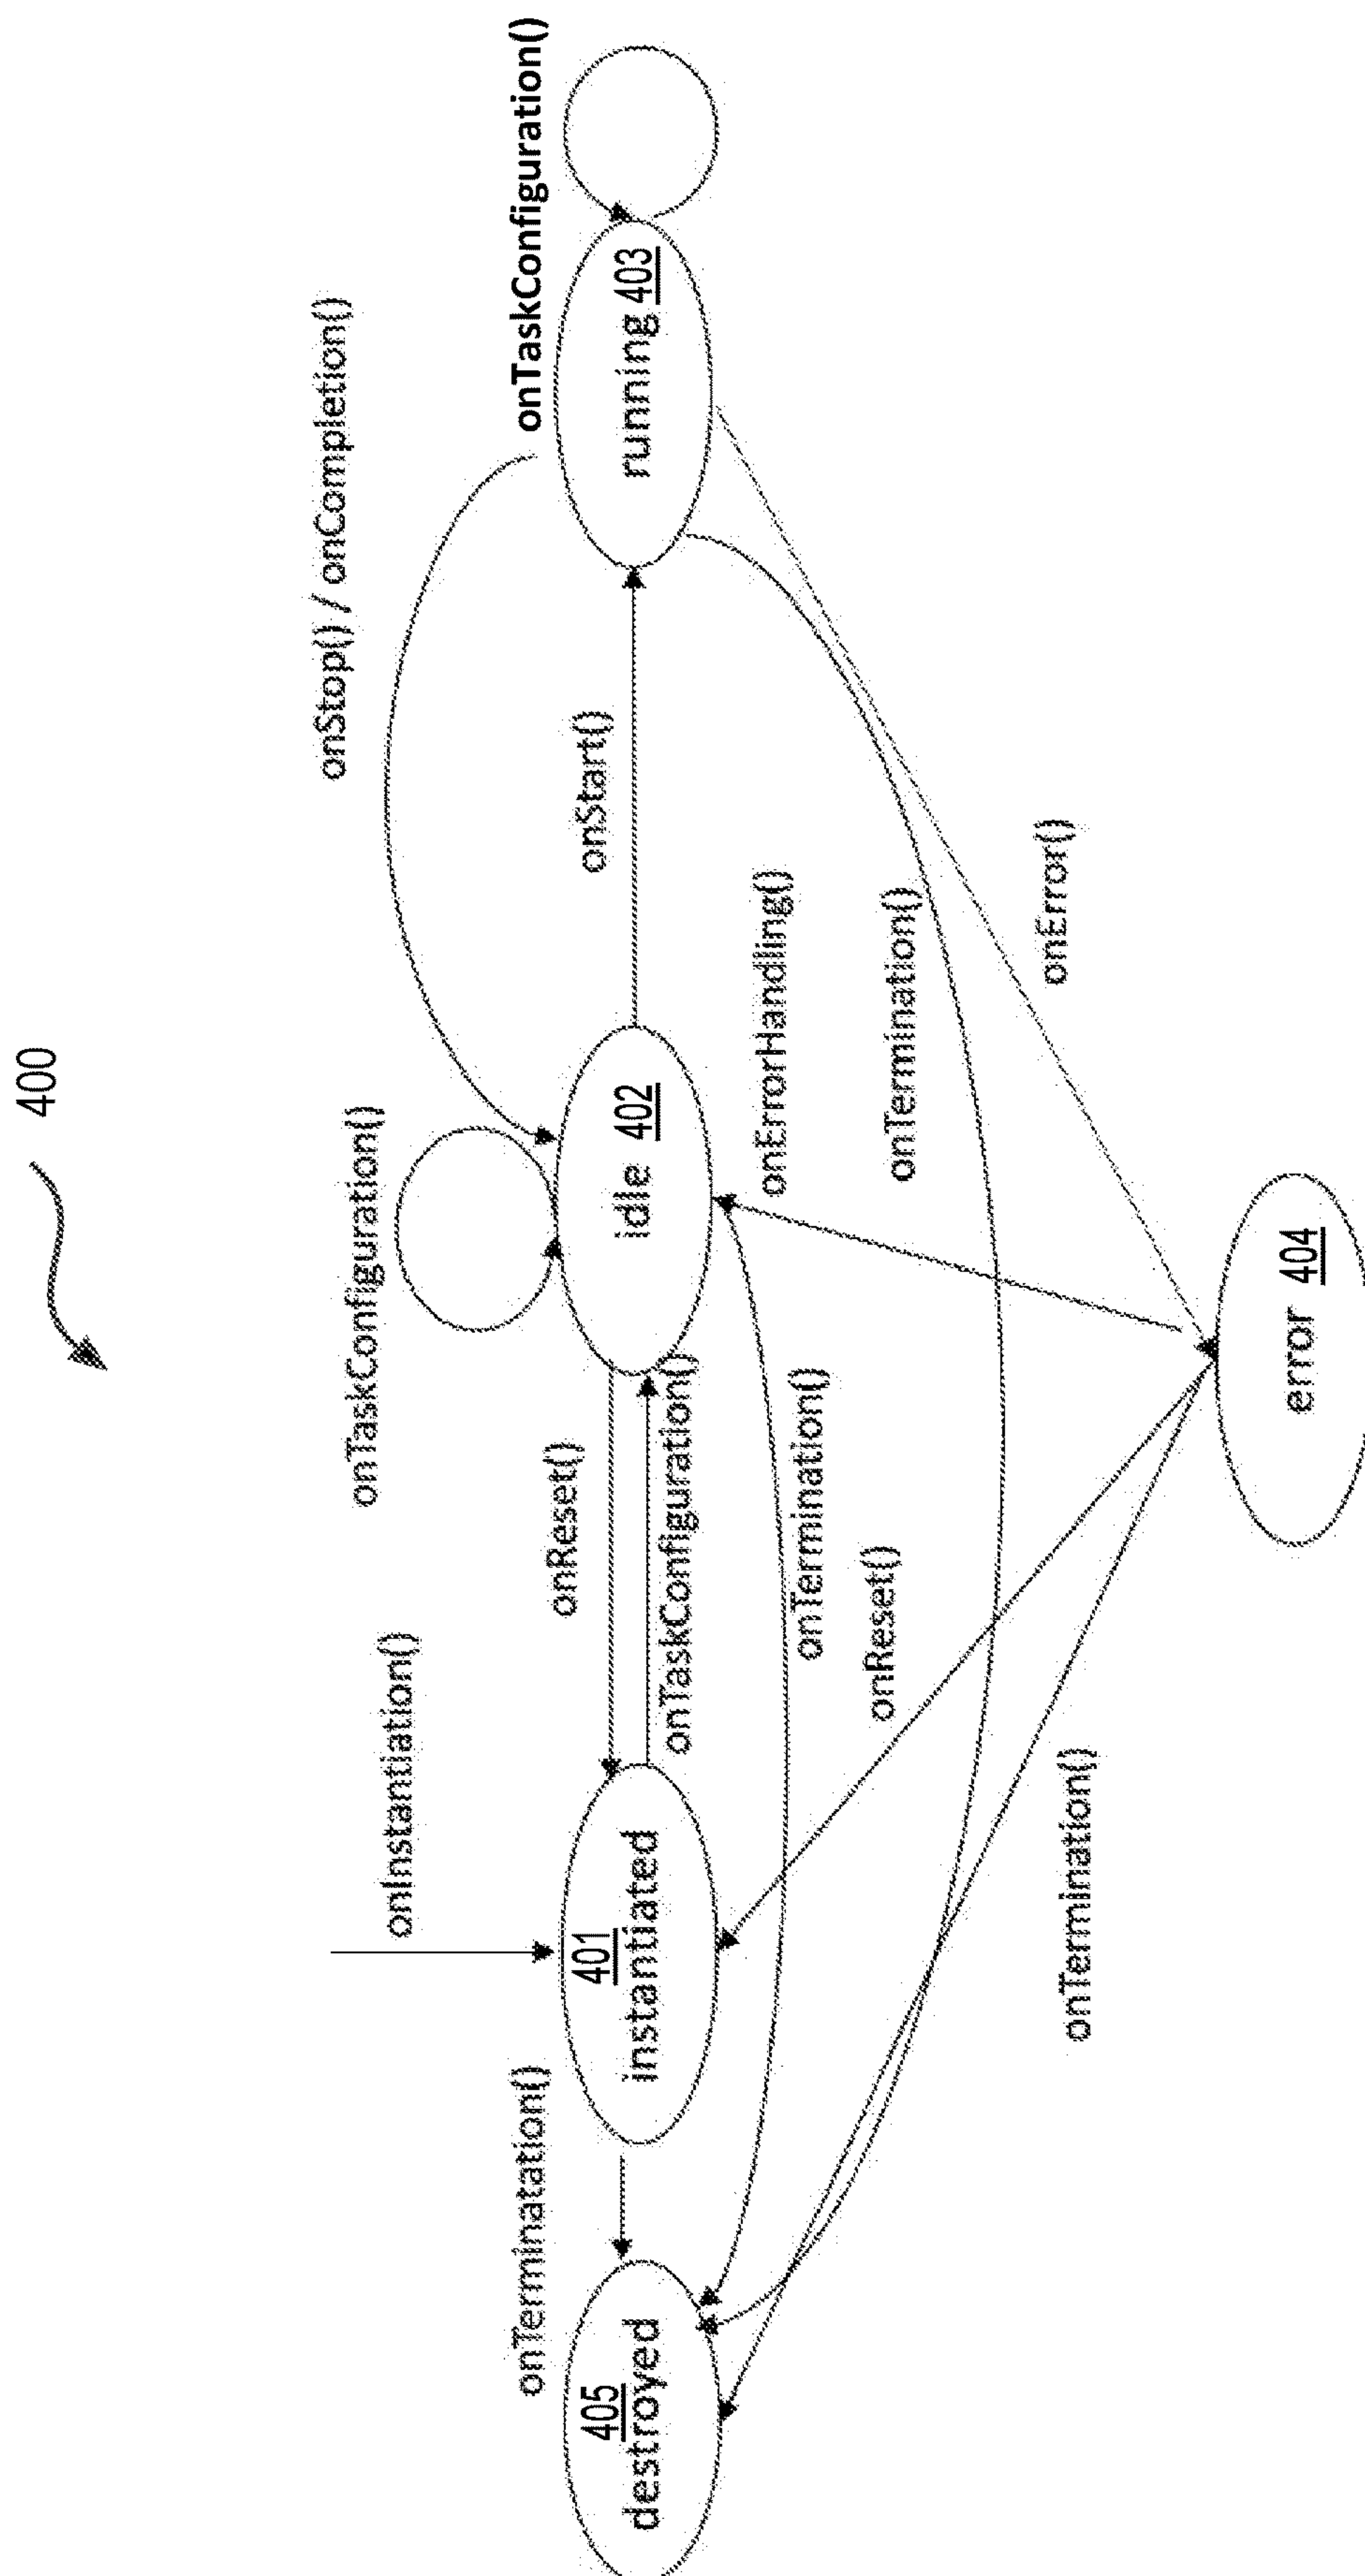 400
onTaskConfiguration()
onStop() / onCompletion()
onTaskConfiguration()
onInstantiation()
onTerminatation()
onReset()
onStart()
405
destroyed
401
instantiated
idle 402
running 403
onTaskConfiguration()
onErrorHandling()
onTermination()
onReset()
onTermination()
onError()
onTermination()
error 404